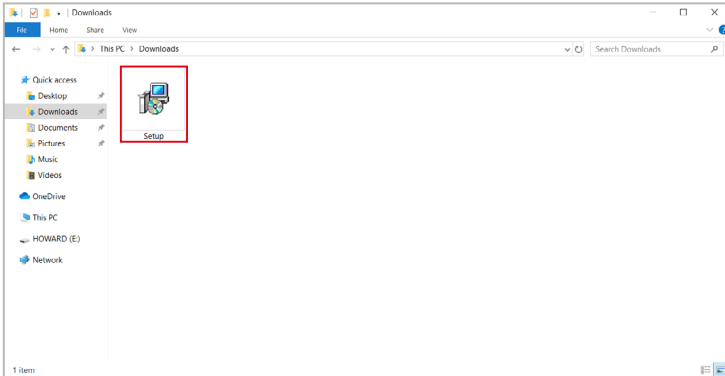 Downloads
File Home Share View
This PC > Downloads
Search Downloads
Quick access
Desktop
Downloads
Documents
Pictures
Music
Videos
OneDrive
This PC
HOWARD (E:)
Network
Setup
1 item